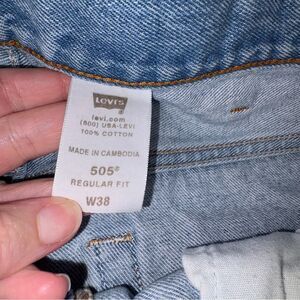 Levi's
®
levi.com
(800) USA-LEVI
100% COTTON
MADE IN CAMBODIA
505®
REGULAR FIT
W38